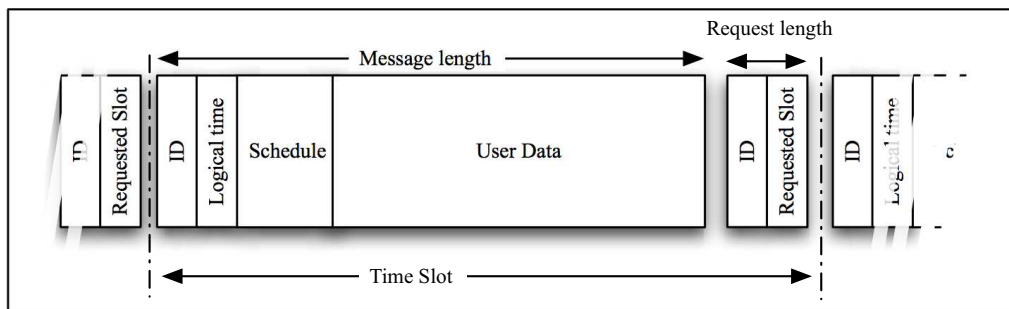 Request length
Message length
ID
Requested Slot
ID
Logical time
Schedule
User Data
ID
Requested Slot
ID
Logical time
Time Slot